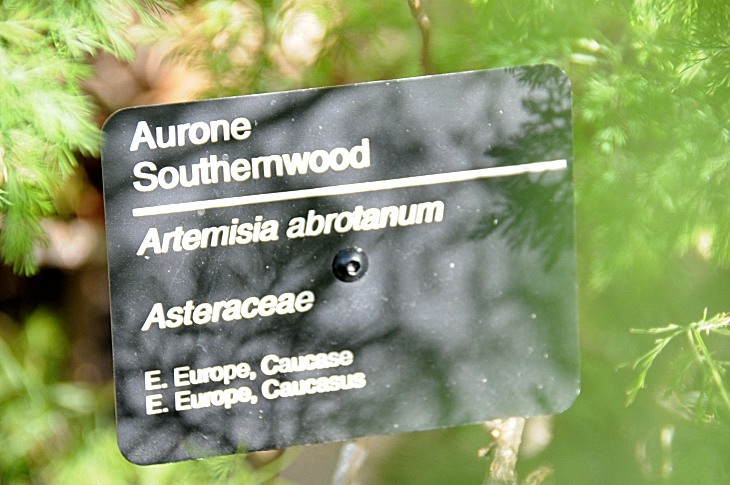 Aurone
Southernwood
Artemisia abrotanum
Asteraceae
E. Europe, Caucase
E. Europe, Caucasus